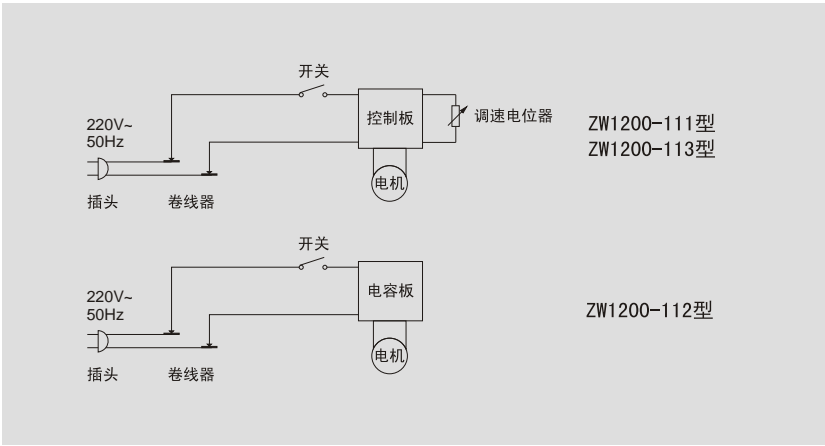 开关
220V~
50Hz
控制板
调速电位器
ZW1200-111型
ZW1200-113型
电机
插头
卷线器
开关
220V~
50Hz
电容板
ZW1200-112型
电机
插头
卷线器